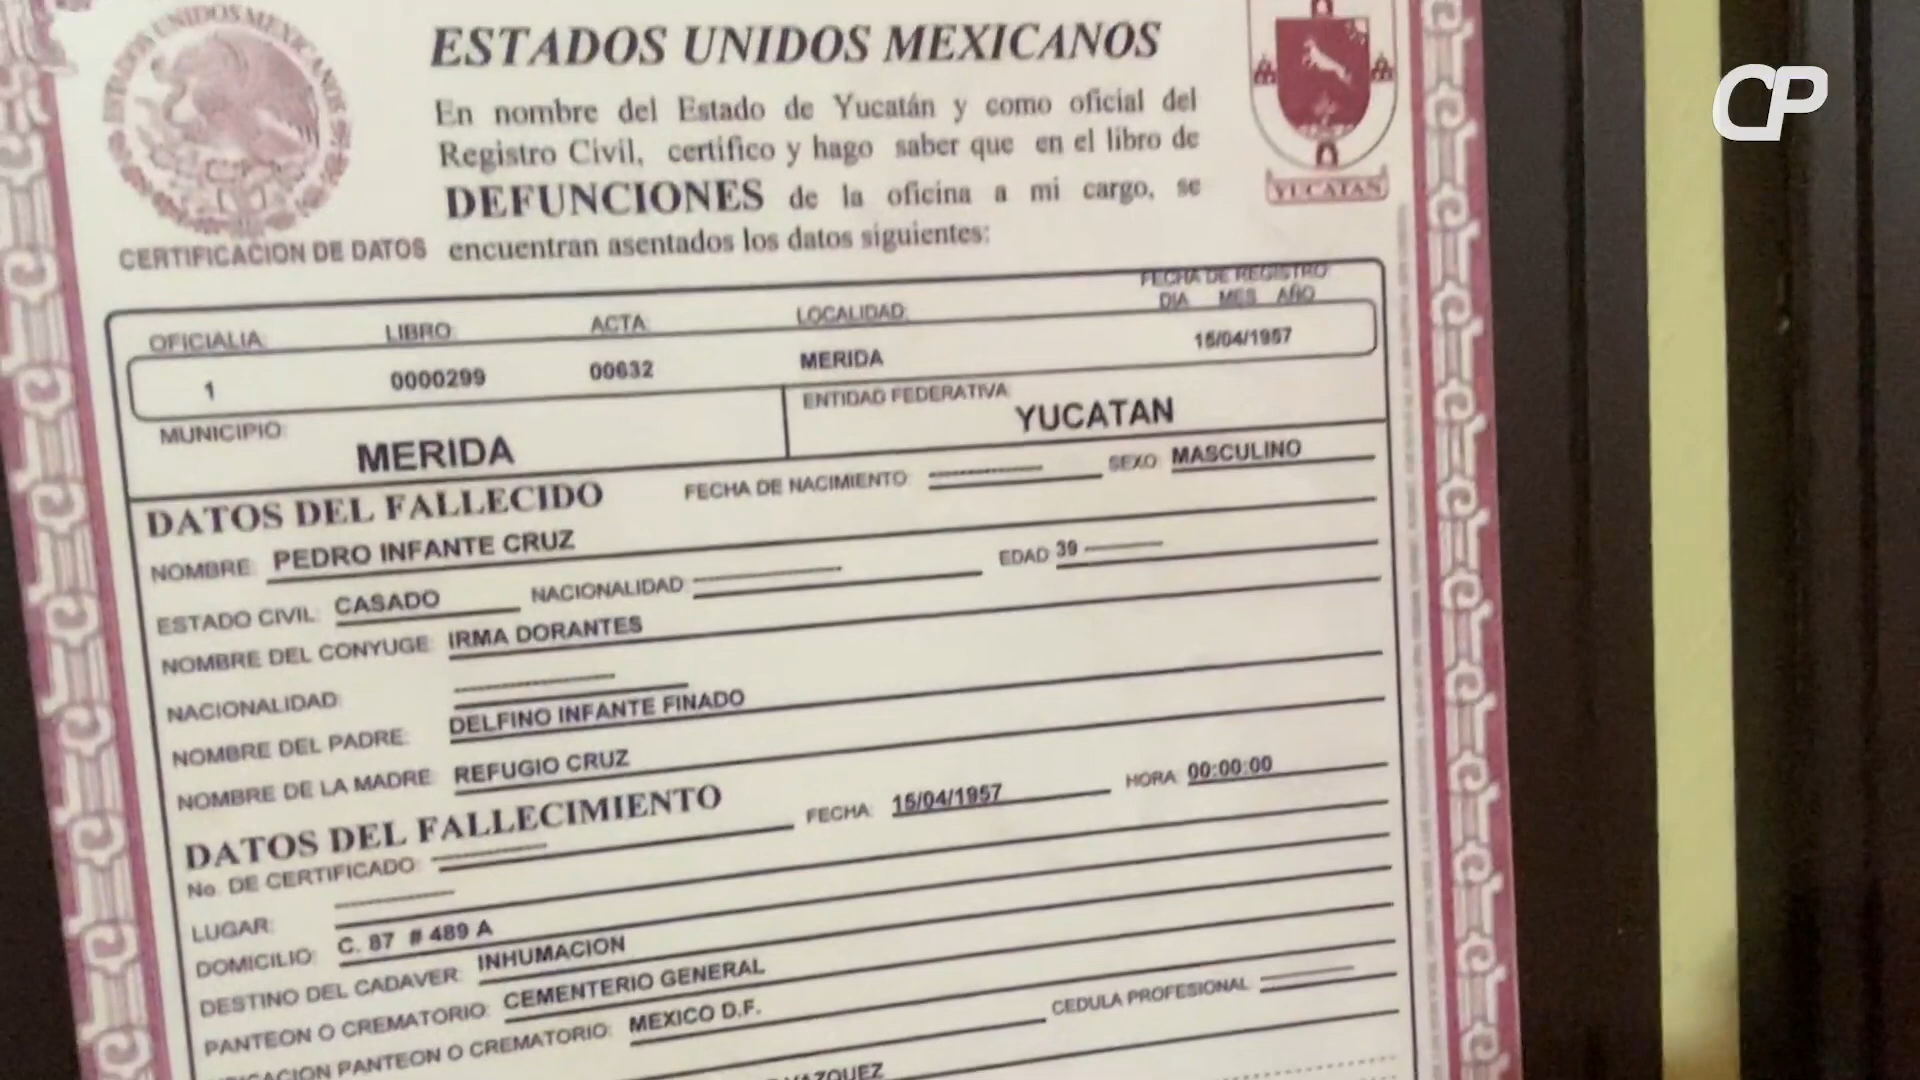 CP
ESTADOS UNIDOS MEXICANOS
En nombre del Estado de Yucatán y como oficial del
Registro Civil, certifico y hago saber que en el libro de
DEFUNCIONES de la oficina a mi cargo, se
encuentran asentados los datos siguientes:
ESTADOS UNIDOS MEXICANOS
CERTIFICACION DE DATOS
YUCATAN
FECHA DE REGISTRO
OFICIALIA: LIBRO: ACTA: LOCALIDAD: DIA MES AÑO
1 0000299 00632 MERIDA 15/04/1957
MUNICIPIO: MERIDA ENTIDAD FEDERATIVA: YUCATAN
DATOS DEL FALLECIDO FECHA DE NACIMIENTO: SEXO: MASCULINO
NOMBRE: PEDRO INFANTE CRUZ
ESTADO CIVIL: CASADO NACIONALIDAD: EDAD 39
NOMBRE DEL CONYUGE: IRMA DORANTES
NACIONALIDAD:
NOMBRE DEL PADRE: DELFINO INFANTE FINADO
NOMBRE DE LA MADRE: REFUGIO CRUZ
DATOS DEL FALLECIMIENTO FECHA: 15/04/1957 HORA: 00:00:00
No. DE CERTIFICADO:
LUGAR:
DOMICILIO: C. 87 # 489 A
DESTINO DEL CADAVER: INHUMACION
PANTEON O CREMATORIO: CEMENTERIO GENERAL
PANTEON O CREMATORIO: MEXICO D.F. CEDULA PROFESIONAL